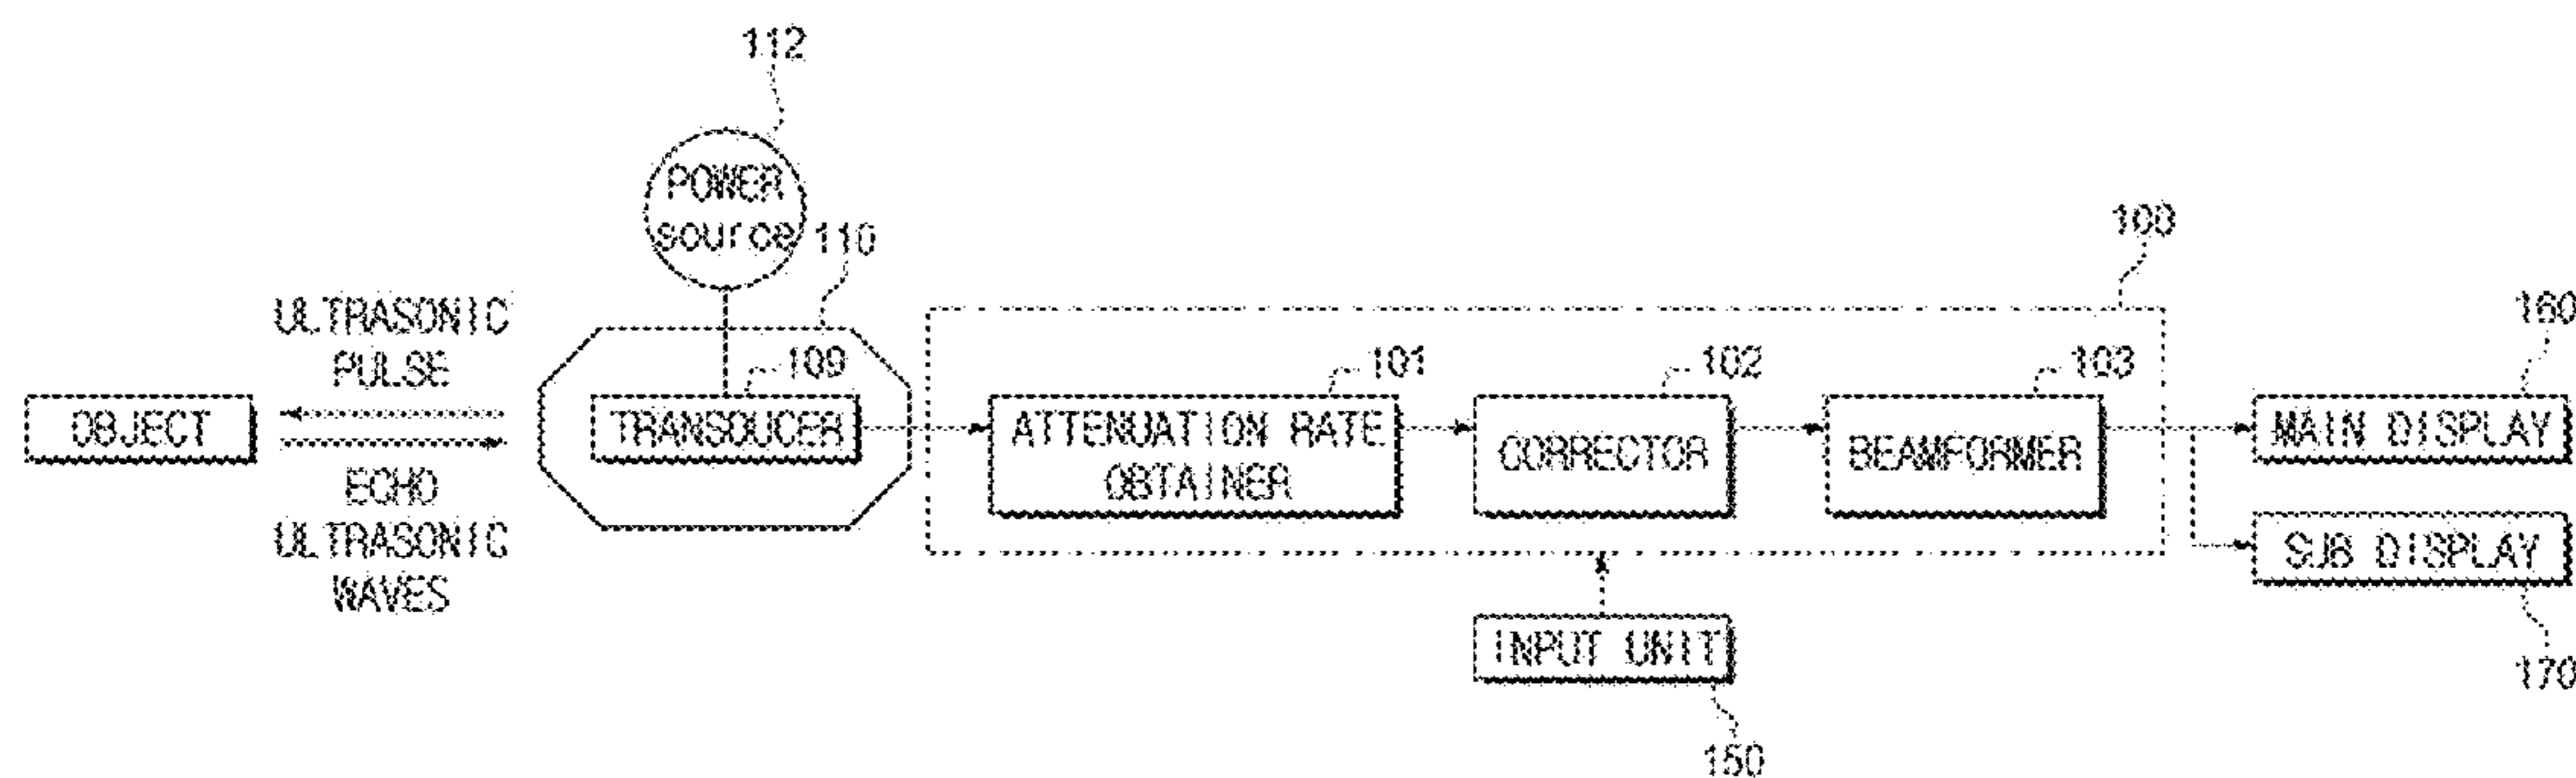 112
POWER
source
110
100
ULTRASONIC
PULSE
160
109
101
102
103
OBJECT
TRANSOUCER
ATTENUATION RATE
OBTAINER
CORRECTOR
BEAMFORMER
MAIN DISPLAY
ECHO
ULTRASONIC
WAVES
SUB DISPLAY
INPUT UNIT
170
150